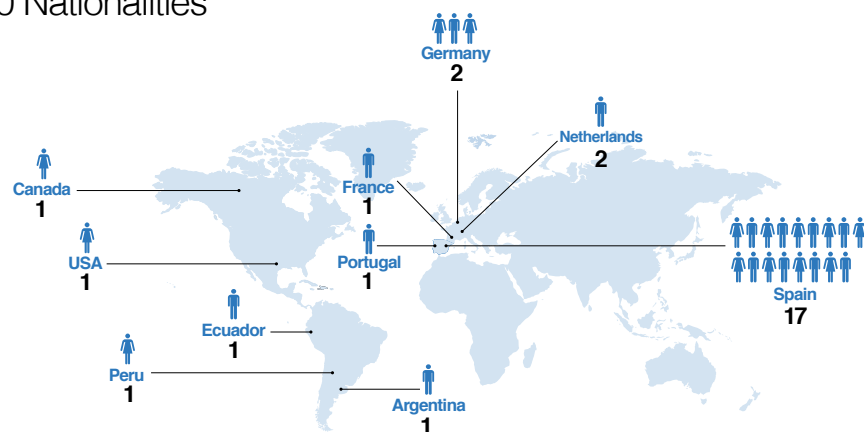 0 Nationalities
Germany
2
Netherlands
2
Canada
1
France
1
USA
1
Portugal
1
Spain
17
Ecuador
1
Peru
1
Argentina
1